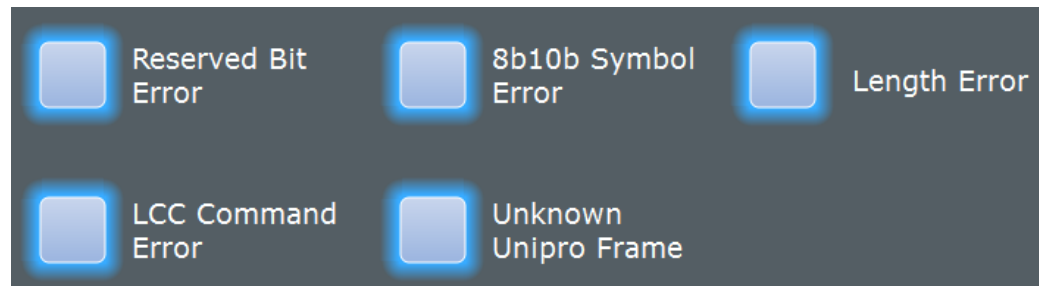 Reserved Bit
Error
8b10b Symbol
Error
Length Error
LCC Command
Error
Unknown
Unipro Frame